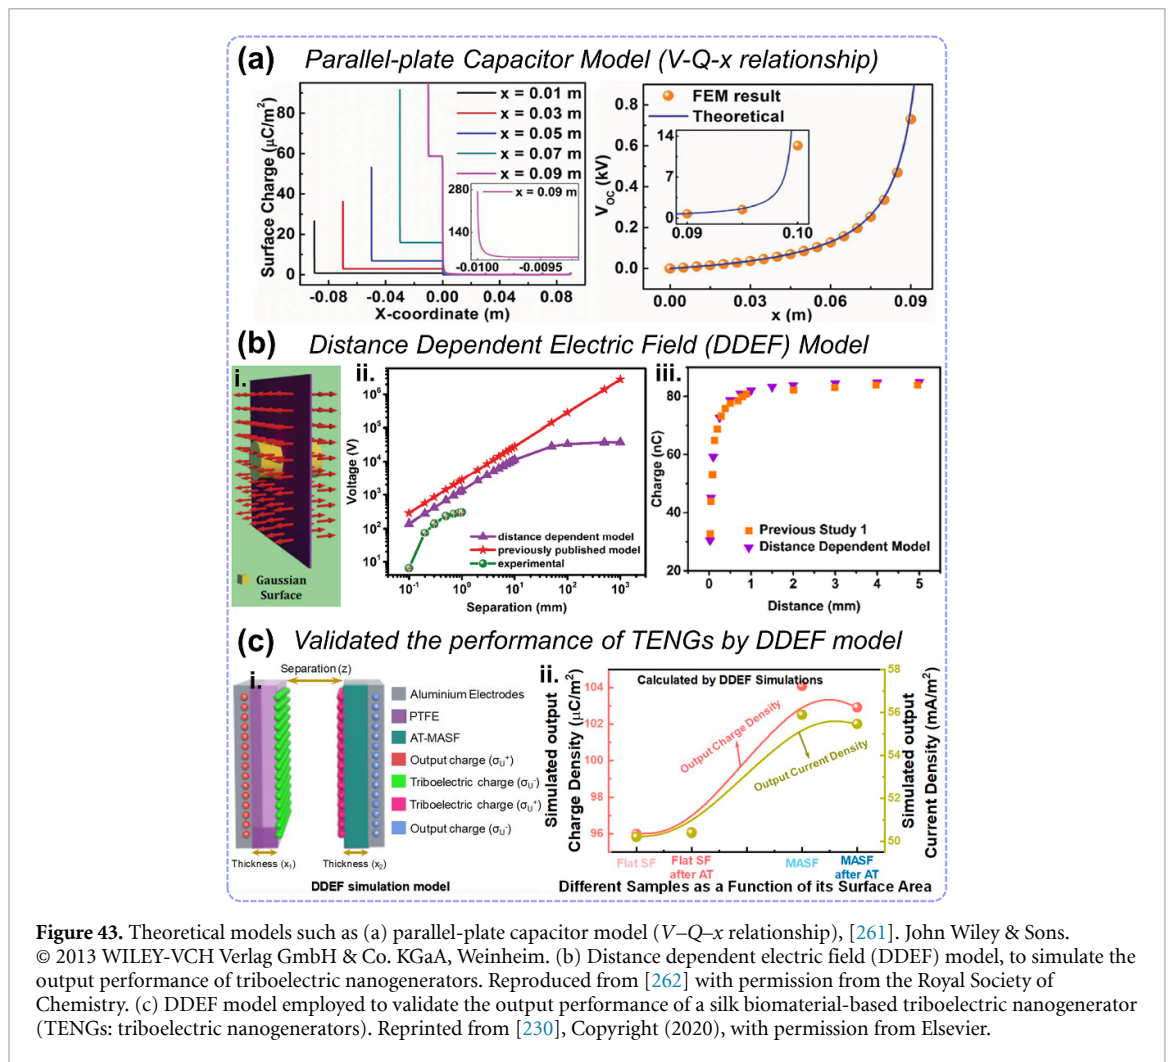 (a) Parallel-plate Capacitor Model (V-Q-x relationship)
Surface Charge (μC/m²)
80
60
40
20
0
x = 0.01 m
x = 0.03 m
x = 0.05 m
x = 0.07 m
x = 0.09 m
280
140
0
x = 0.09 m
-0.0100 -0.0095
-0.08 -0.04 0.00 0.04 0.08
X-coordinate (m)
V_OC (kV)
0.8
0.6
0.4
0.2
0.0
FEM result
Theoretical
14
7
0
0.09 0.10
0.00 0.03 0.06 0.09
x (m)
(b) Distance Dependent Electric Field (DDEF) Model
i.
Gaussian
Surface
ii.
Voltage (V)
10⁶
10⁵
10⁴
10³
10²
10¹
distance dependent model
previously published model
experimental
10⁻¹ 10⁰ 10¹ 10² 10³
Separation (mm)
iii.
Charge (nC)
80
60
40
20
Previous Study 1
Distance Dependent Model
0 1 2 3 4 5
Distance (mm)
(c) Validated the performance of TENGs by DDEF model
i.
Separation (z)
Aluminium Electrodes
PTFE
AT-MASF
Output charge (σU⁺)
Triboelectric charge (σU⁻)
Triboelectric charge (σU⁺)
Output charge (σU⁻)
Thickness (x₁)
Thickness (x₂)
DDEF simulation model
ii.
Simulated output
Charge Density (μC/m²)
104
102
100
98
96
Calculated by DDEF Simulations
Output Charge Density
Output Current Density
58
56
54
52
50
Simulated output
Current Density (mA/m²)
Flat SF
Flat SF
after AT
MASF
MASF
after AT
Different Samples as a Function of its Surface Area
Figure 43. Theoretical models such as (a) parallel-plate capacitor model (V–Q–x relationship), [261]. John Wiley & Sons.
© 2013 WILEY-VCH Verlag GmbH & Co. KGaA, Weinheim. (b) Distance dependent electric field (DDEF) model, to simulate the
output performance of triboelectric nanogenerators. Reproduced from [262] with permission from the Royal Society of
Chemistry. (c) DDEF model employed to validate the output performance of a silk biomaterial-based triboelectric nanogenerator
(TENGs: triboelectric nanogenerators). Reprinted from [230], Copyright (2020), with permission from Elsevier.